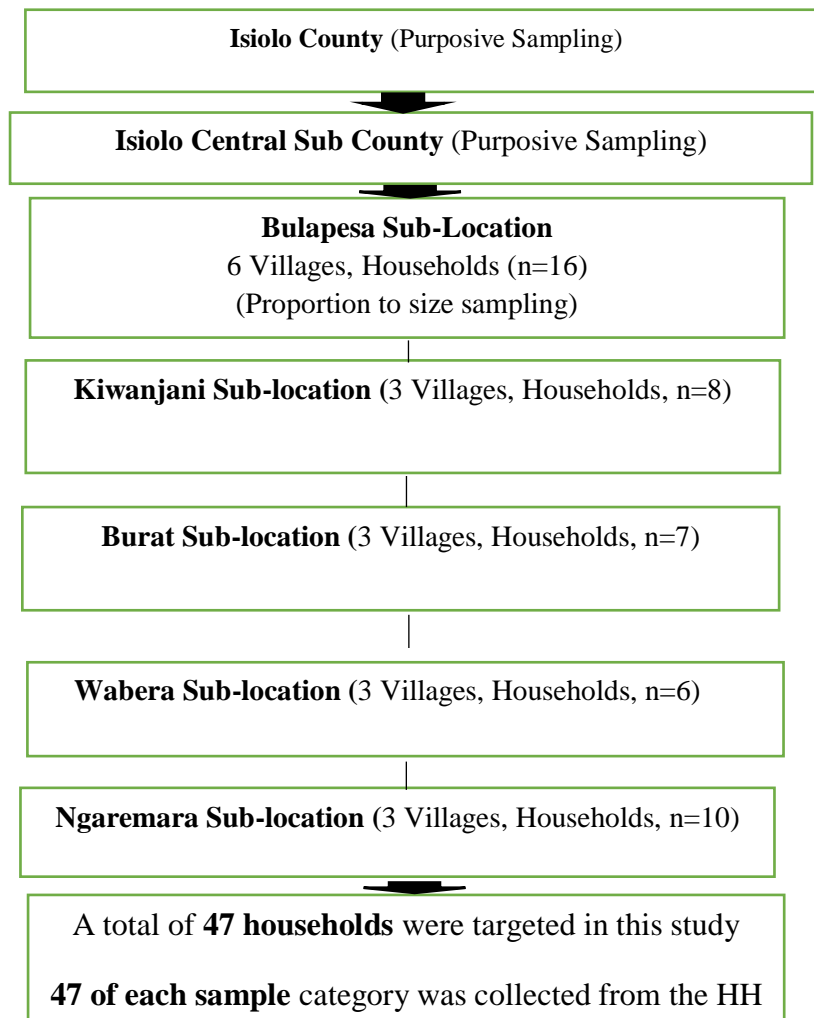 Isiolo County (Purposive Sampling)
Isiolo Central Sub County (Purposive Sampling)
Bulapesa Sub-Location
6 Villages, Households (n=16)
(Proportion to size sampling)
Kiwanjani Sub-location (3 Villages, Households, n=8)
Burat Sub-location (3 Villages, Households, n=7)
Wabera Sub-location (3 Villages, Households, n=6)
Ngaremara Sub-location (3 Villages, Households, n=10)
A total of 47 households were targeted in this study
47 of each sample category was collected from the HH